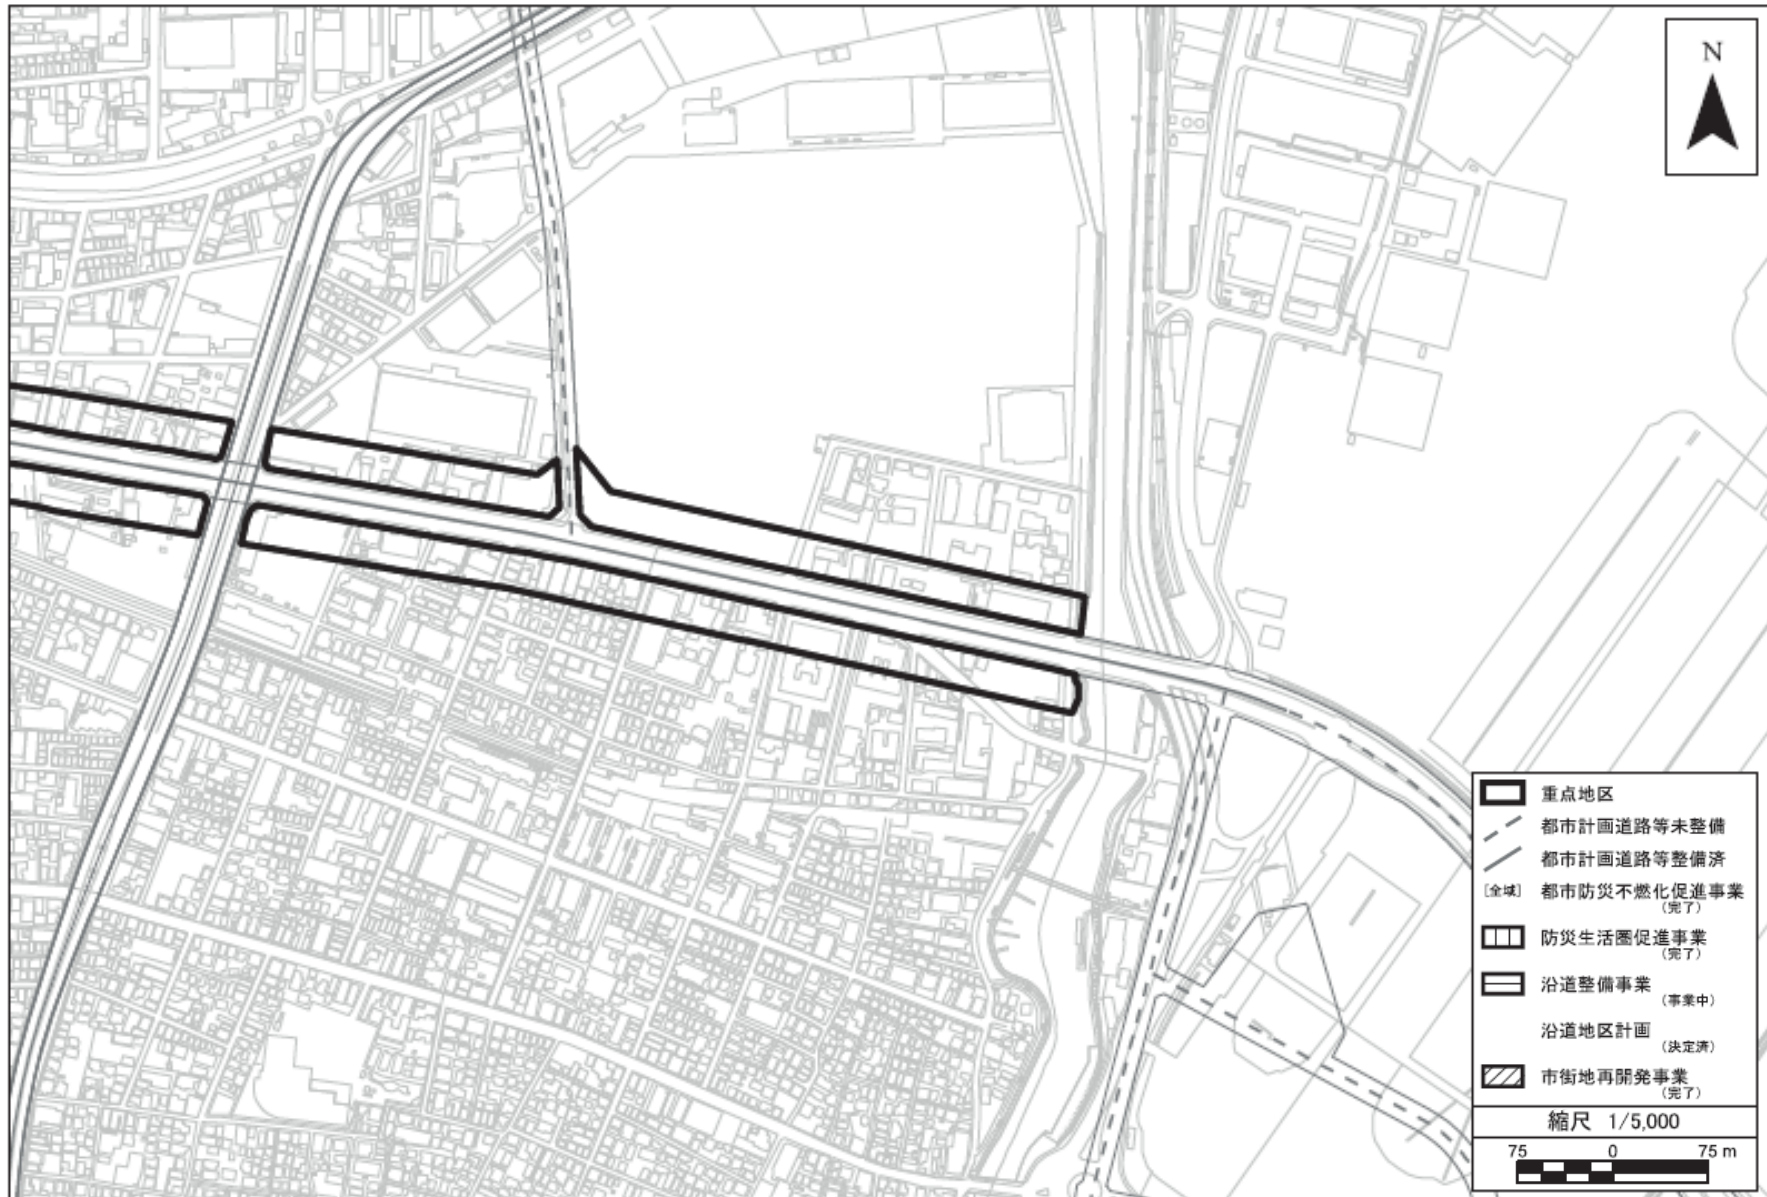 N
重点地区
都市計画道路等未整備
都市計画道路等整備済
[全域] 都市防災不燃化促進事業
(完了)
防災生活圏促進事業
(完了)
沿道整備事業
(事業中)
沿道地区計画
(決定済)
市街地再開発事業
(完了)
縮尺 1/5,000
75 0 75 m